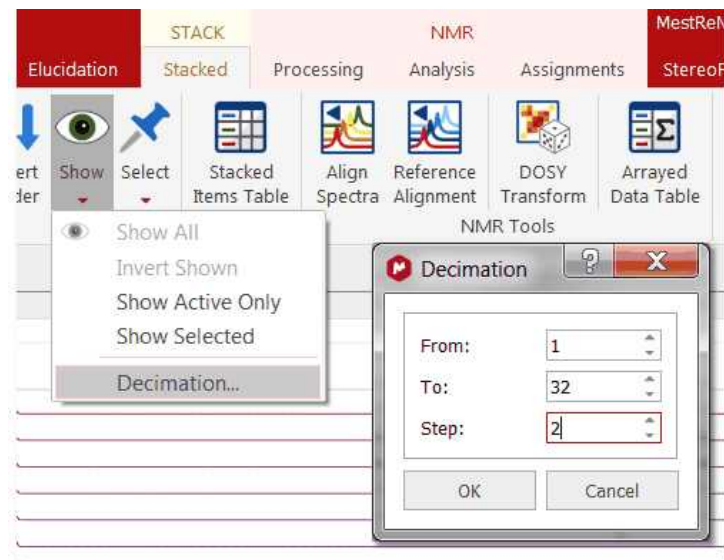 STACK NMR MestReN
Elucidation Stacked Processing Analysis Assignments StereoF
ert Show Select Stacked Align Reference DOSY Arrayed
der Items Table Spectra Alignment Transform Data Table
NMR Tools
Show All
Invert Shown
Show Active Only
Show Selected
Decimation...
Decimation
From: 1
To: 32
Step: 2
OK Cancel